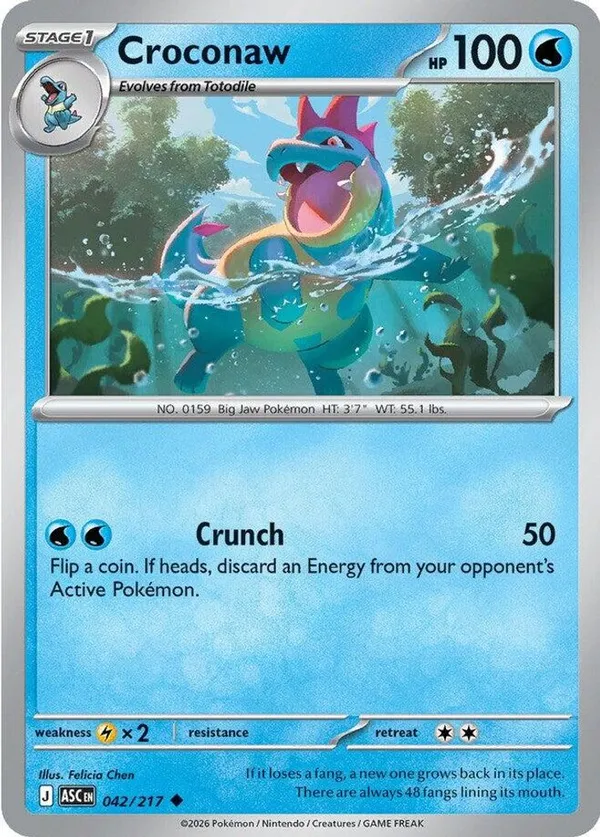 STAGE 1
Croconaw
HP 100
Evolves from Totodile
NO. 0159 Big Jaw Pokémon HT: 3'7" WT: 55.1 lbs.
Crunch 50
Flip a coin. If heads, discard an Energy from your opponent's
Active Pokémon.
weakness ×2 resistance retreat
Illus. Felicia Chen
If it loses a fang, a new one grows back in its place.
There are always 48 fangs lining its mouth.
J ASC EN 042/217
©2026 Pokémon / Nintendo / Creatures / GAME FREAK